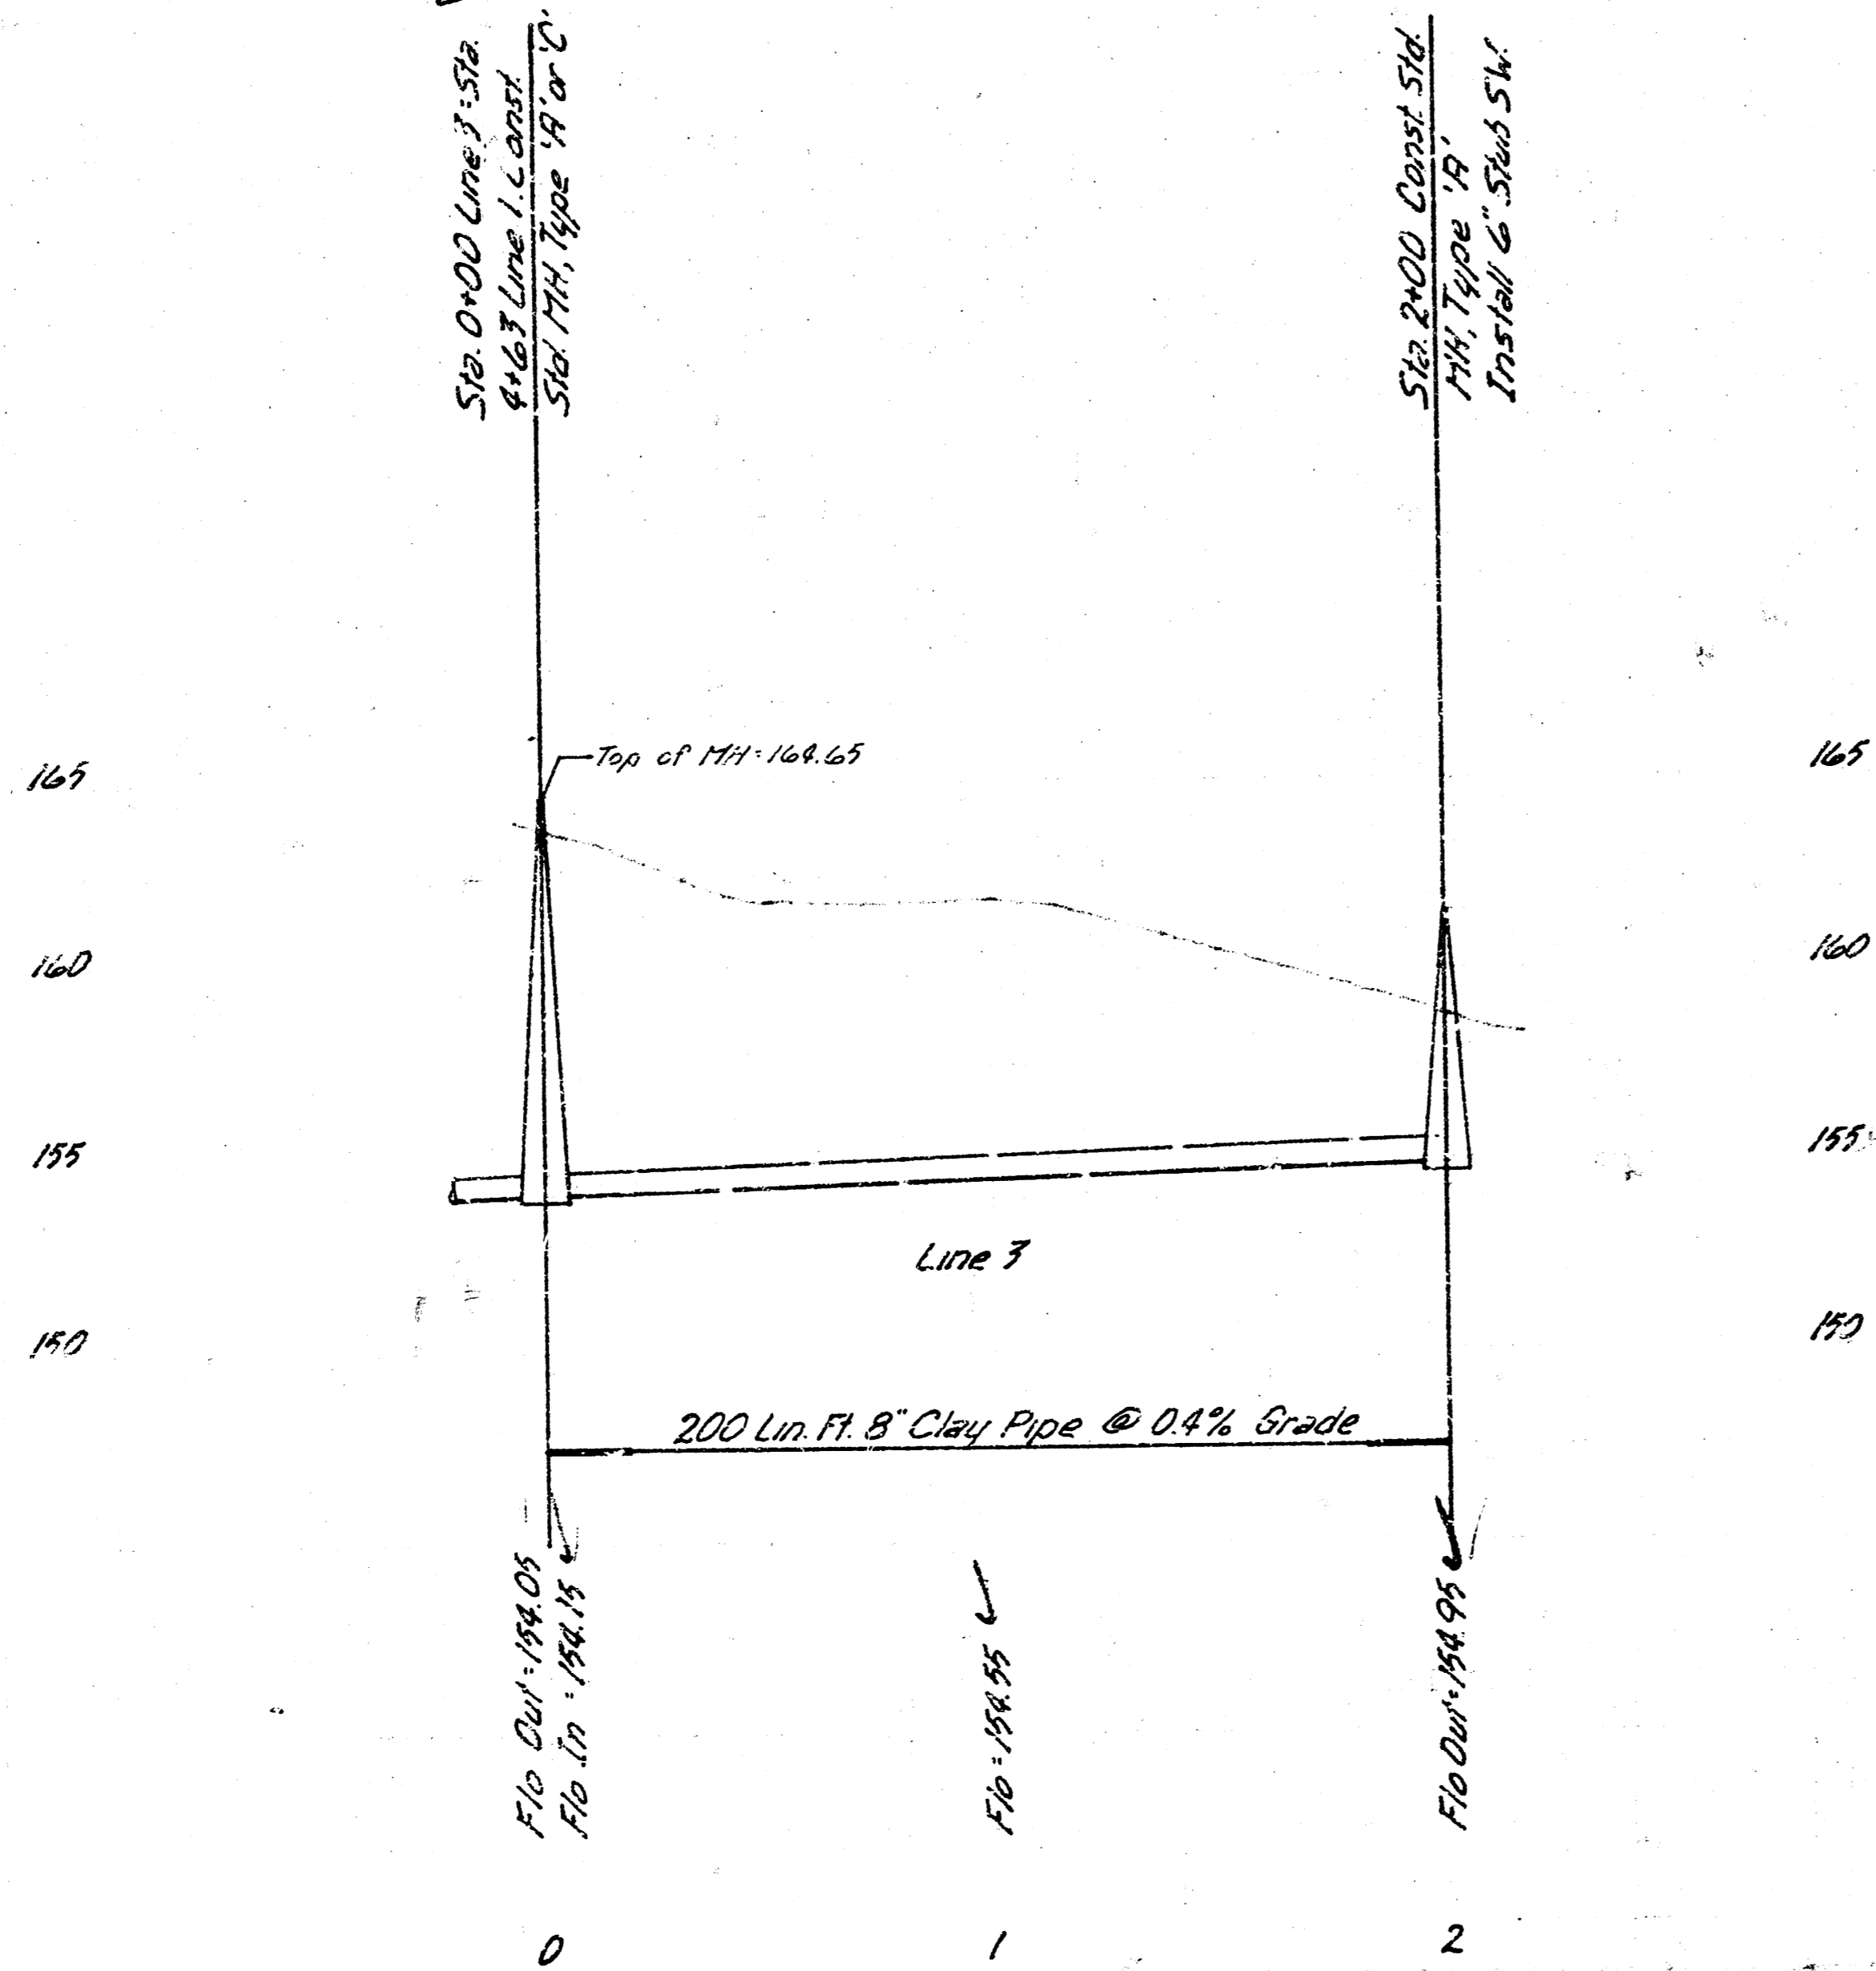 Sta. 0+00 Line 3 = Sta.
4+63 Line 1. Const.
Std. MH, Type 'A' or 'C'
Sta. 2+00 Const. Std.
MH, Type 'A'
Install 6" Stub SW.
Top of MH = 164.65
165
165
160
160
155
155
Line 3
150
150
200 Lin. Ft. 8" Clay Pipe @ 0.4% Grade
Flo Out = 154.05
Flo In = 154.15
Flo = 154.55
Flo Out = 154.95
0
1
2